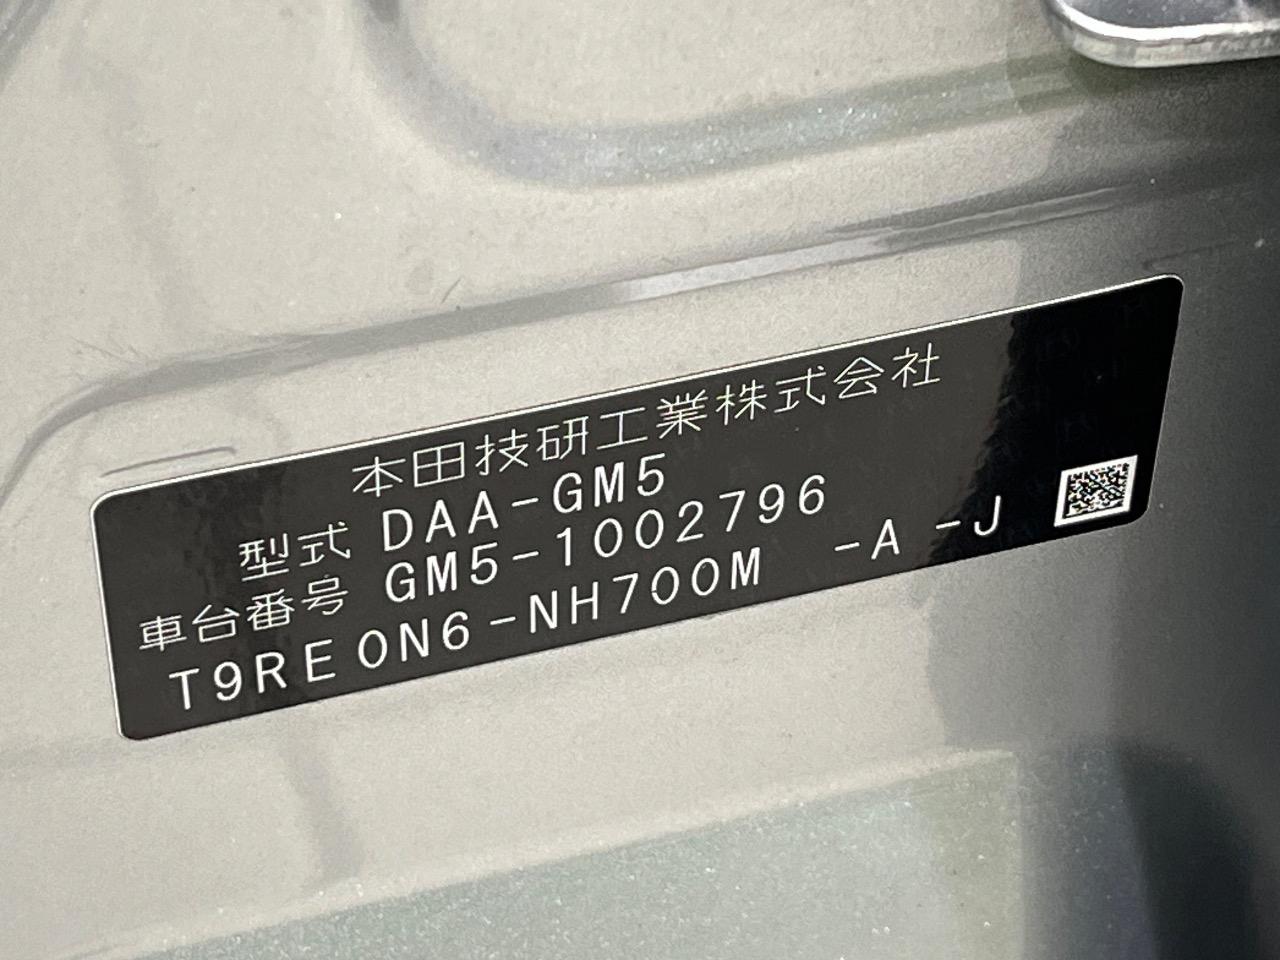 本田技研工業株式会社
型式 DAA-GM5
車台番号 GM5-1002796
T9RE0N6-NH700M -A -J